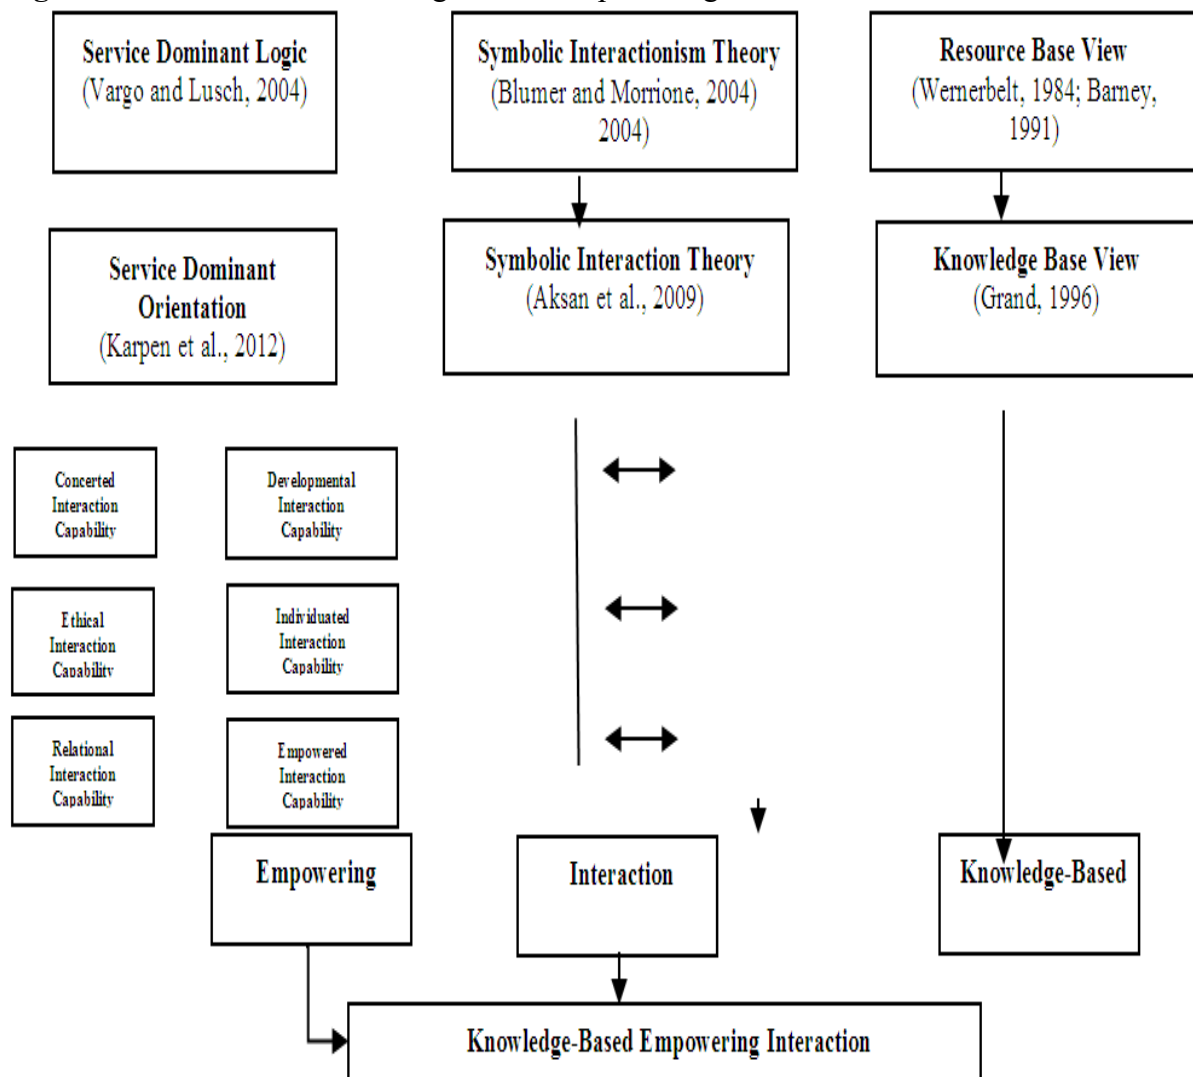 Service Dominant Logic
(Vargo and Lusch, 2004)
Symbolic Interactionism Theory
(Blumer and Morrione, 2004)
2004)
Resource Base View
(Wernerbelt, 1984; Barney,
1991)
Service Dominant
Orientation
(Karpen et al., 2012)
Symbolic Interaction Theory
(Aksan et al., 2009)
Knowledge Base View
(Grand, 1996)
Concerted
Interaction
Capability
Developmental
Interaction
Capability
Ethical
Interaction
Capability
Individuated
Interaction
Capability
Relational
Interaction
Capability
Empowered
Interaction
Capability
Empowering
Interaction
Knowledge-Based
Knowledge-Based Empowering Interaction